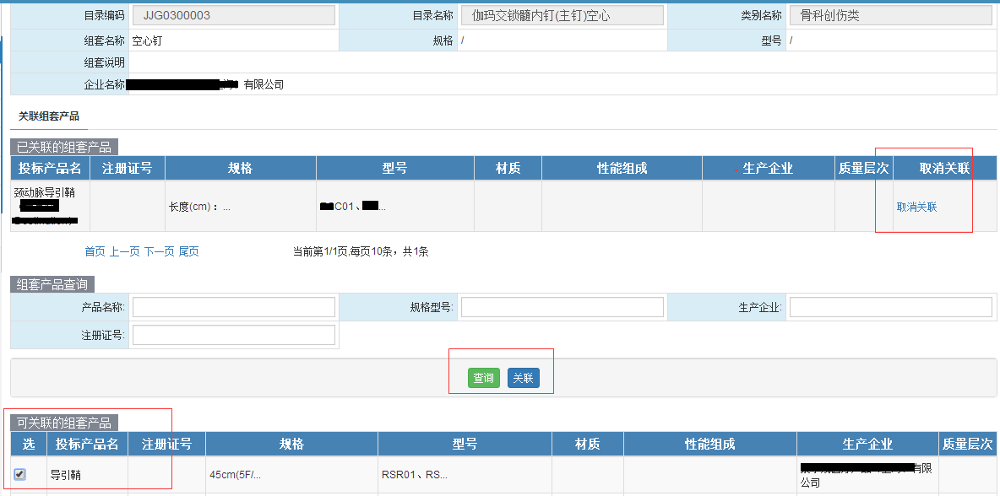 目录编码 JJG0300003 目录名称 伽玛交锁髓内钉(主钉)空心 类别名称 骨科创伤类
组套名称 空心钉 规格 / 型号 /
组套说明
企业名称 有限公司
关联组套产品
已关联的组套产品
投标产品名 注册证号 规格 型号 材质 性能组成 生产企业 质量层次 取消关联
颈动脉导引鞘
长度(cm)： ... C01、 ... 取消关联
首页 上一页 下一页 尾页 当前第1/1页,每页10条，共1条
组套产品查询
产品名称: 规格型号: 生产企业:
注册证号:
查询 关联
可关联的组套产品
选 投标产品名 注册证号 规格 型号 材质 性能组成 生产企业 质量层次
导引鞘 45cm(5F/... RSR01、RS... 有限
公司